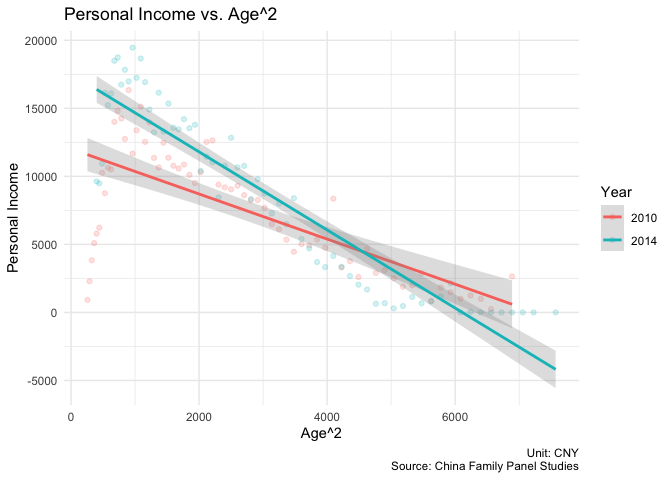 Personal Income vs. Age^2
20000
15000
10000
5000
0
-5000
Personal Income
0 2000 4000 6000
Age^2
Year
2010
2014
Unit: CNY
Source: China Family Panel Studies